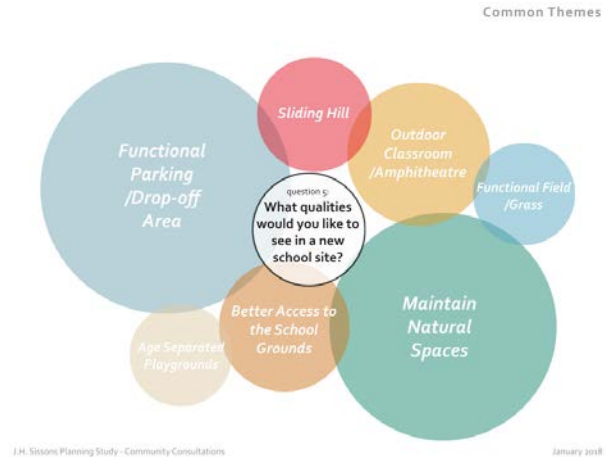 Common Themes
Sliding Hill
Functional
Parking
/Drop-off
Area
Outdoor
Classroom
/Amphitheatre
Functional Field
/Grass
question 5:
What qualities
would you like to
see in a new
school site?
Better Access to
the School
Grounds
Maintain
Natural
Spaces
Age Separated
Playgrounds
J.H. Sissons Planning Study - Community Consultations
January 2018